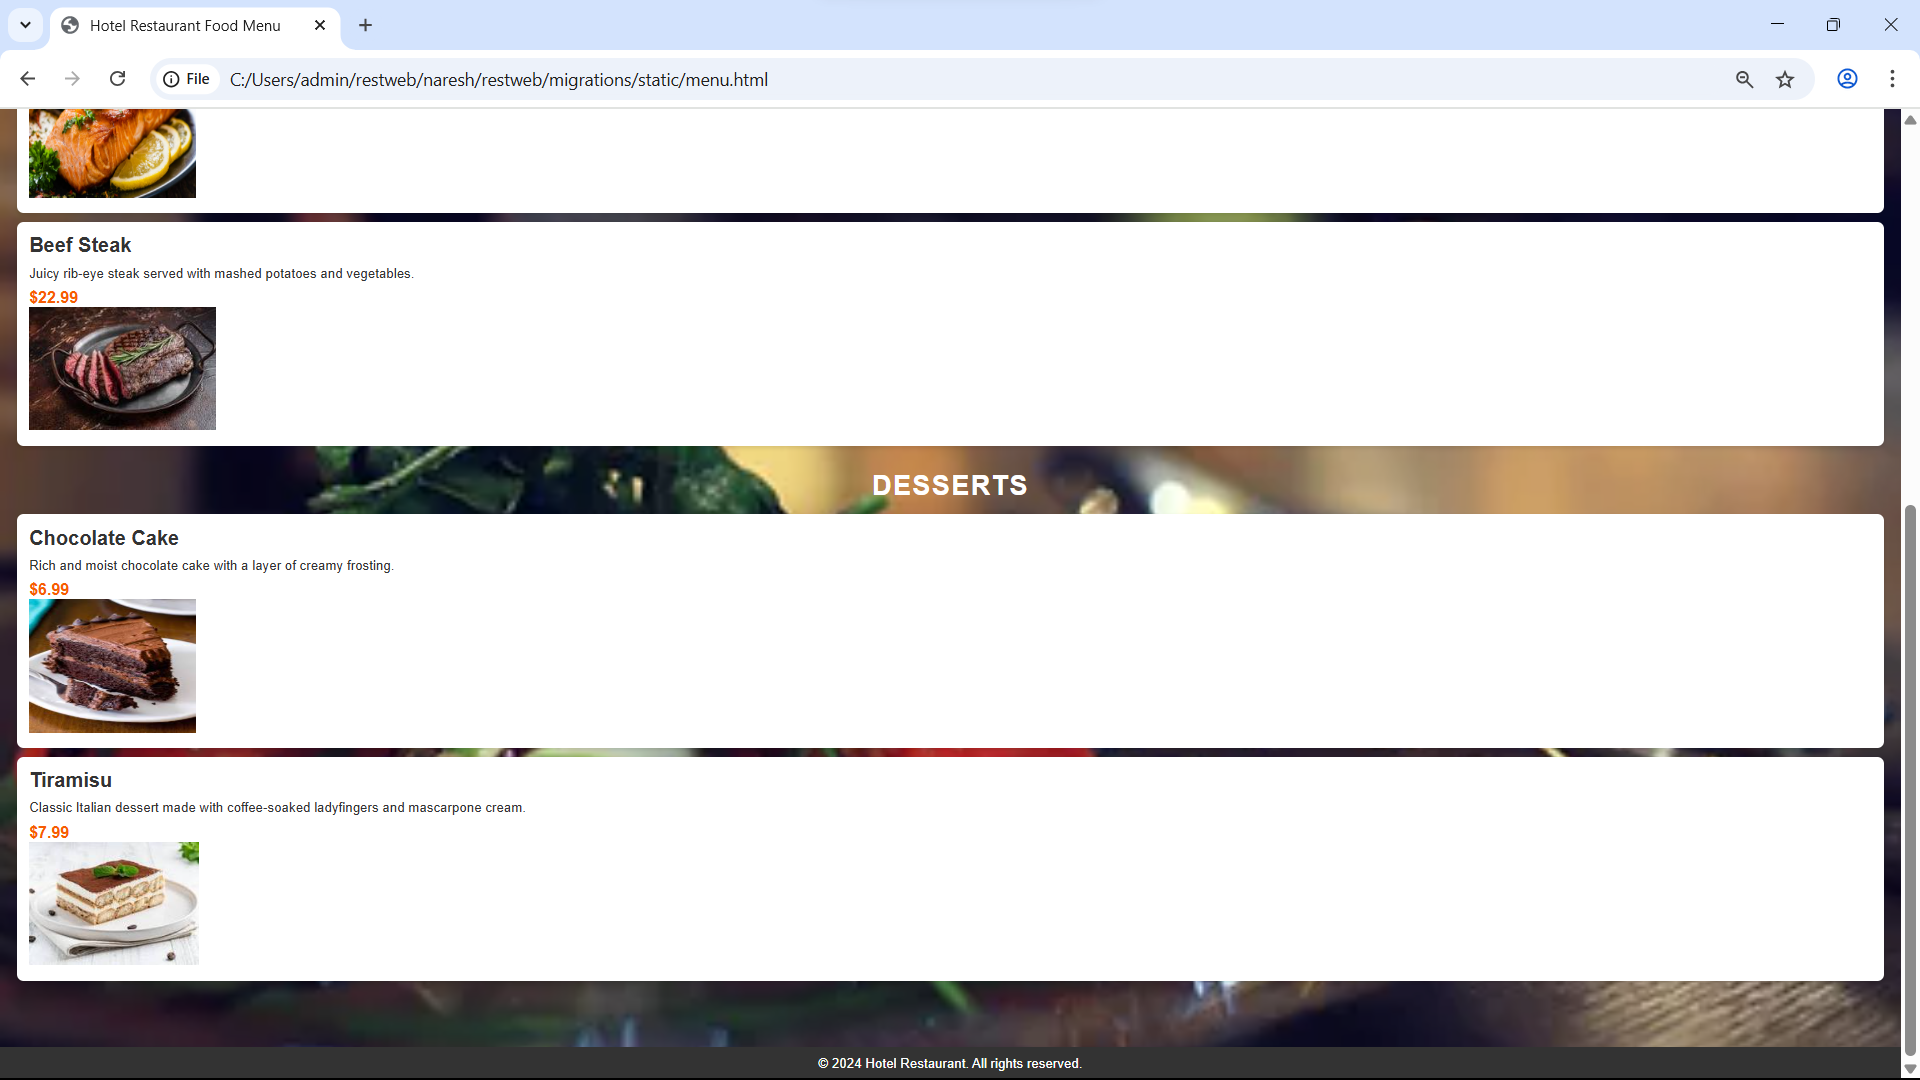 Hotel Restaurant Food Menu
File
C:/Users/admin/restweb/naresh/restweb/migrations/static/menu.html
Beef Steak
Juicy rib-eye steak served with mashed potatoes and vegetables.
$22.99
DESSERTS
Chocolate Cake
Rich and moist chocolate cake with a layer of creamy frosting.
$6.99
Tiramisu
Classic Italian dessert made with coffee-soaked ladyfingers and mascarpone cream.
$7.99
© 2024 Hotel Restaurant. All rights reserved.